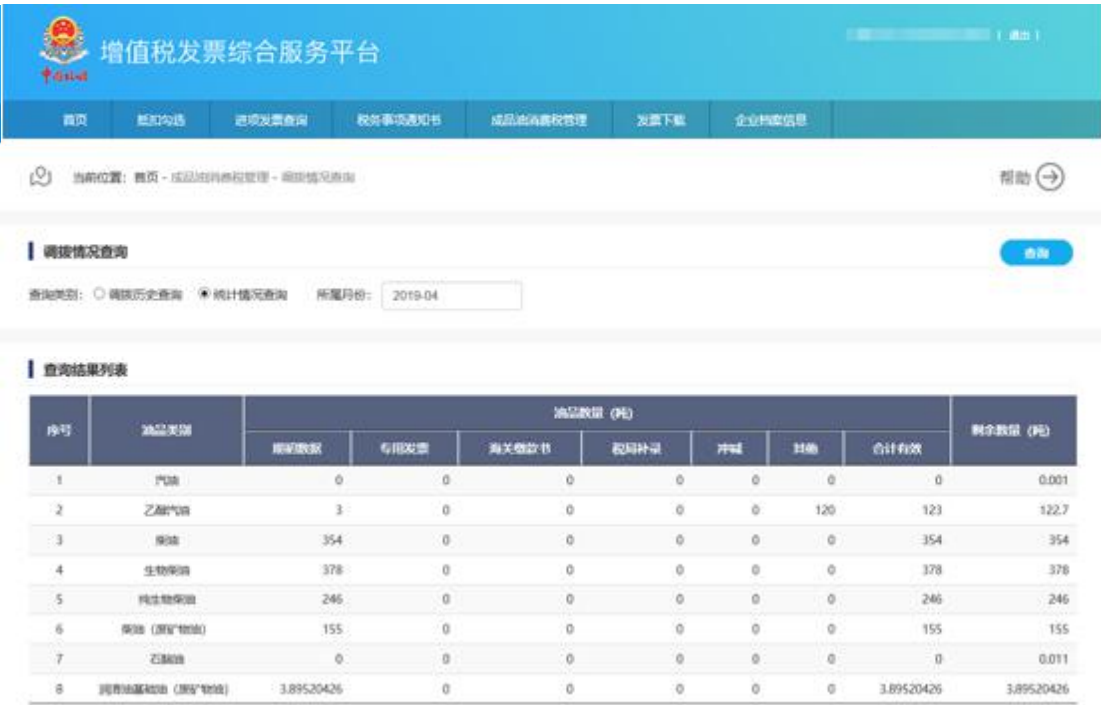 增值税发票综合服务平台
[ 退出 ]
首页 抵扣勾选 进项发票查询 税务事项通知书 成品油消费税管理 发票下载 企业档案信息
当前位置：首页 - 成品油消费税管理 - 调拨情况查询 帮助
调拨情况查询 查询
查询类别： 调拨历史查询 统计情况查询 所属月份： 2019-04
查询结果列表
序号 油品类别 油品数量（吨） 剩余数量（吨）
期初数据 专用发票 海关缴款书 税局补录 冲减 其他 合计有效
1 汽油 0 0 0 0 0 0 0 0.001
2 乙醇汽油 3 0 0 0 0 120 123 122.7
3 柴油 354 0 0 0 0 0 354 354
4 生物柴油 378 0 0 0 0 0 378 378
5 纯生物柴油 246 0 0 0 0 0 246 246
6 柴油（废矿物油） 155 0 0 0 0 0 155 155
7 石脑油 0 0 0 0 0 0 0 0.011
8 润滑油基础油（废矿物油） 3.89520426 0 0 0 0 0 3.89520426 3.89520426